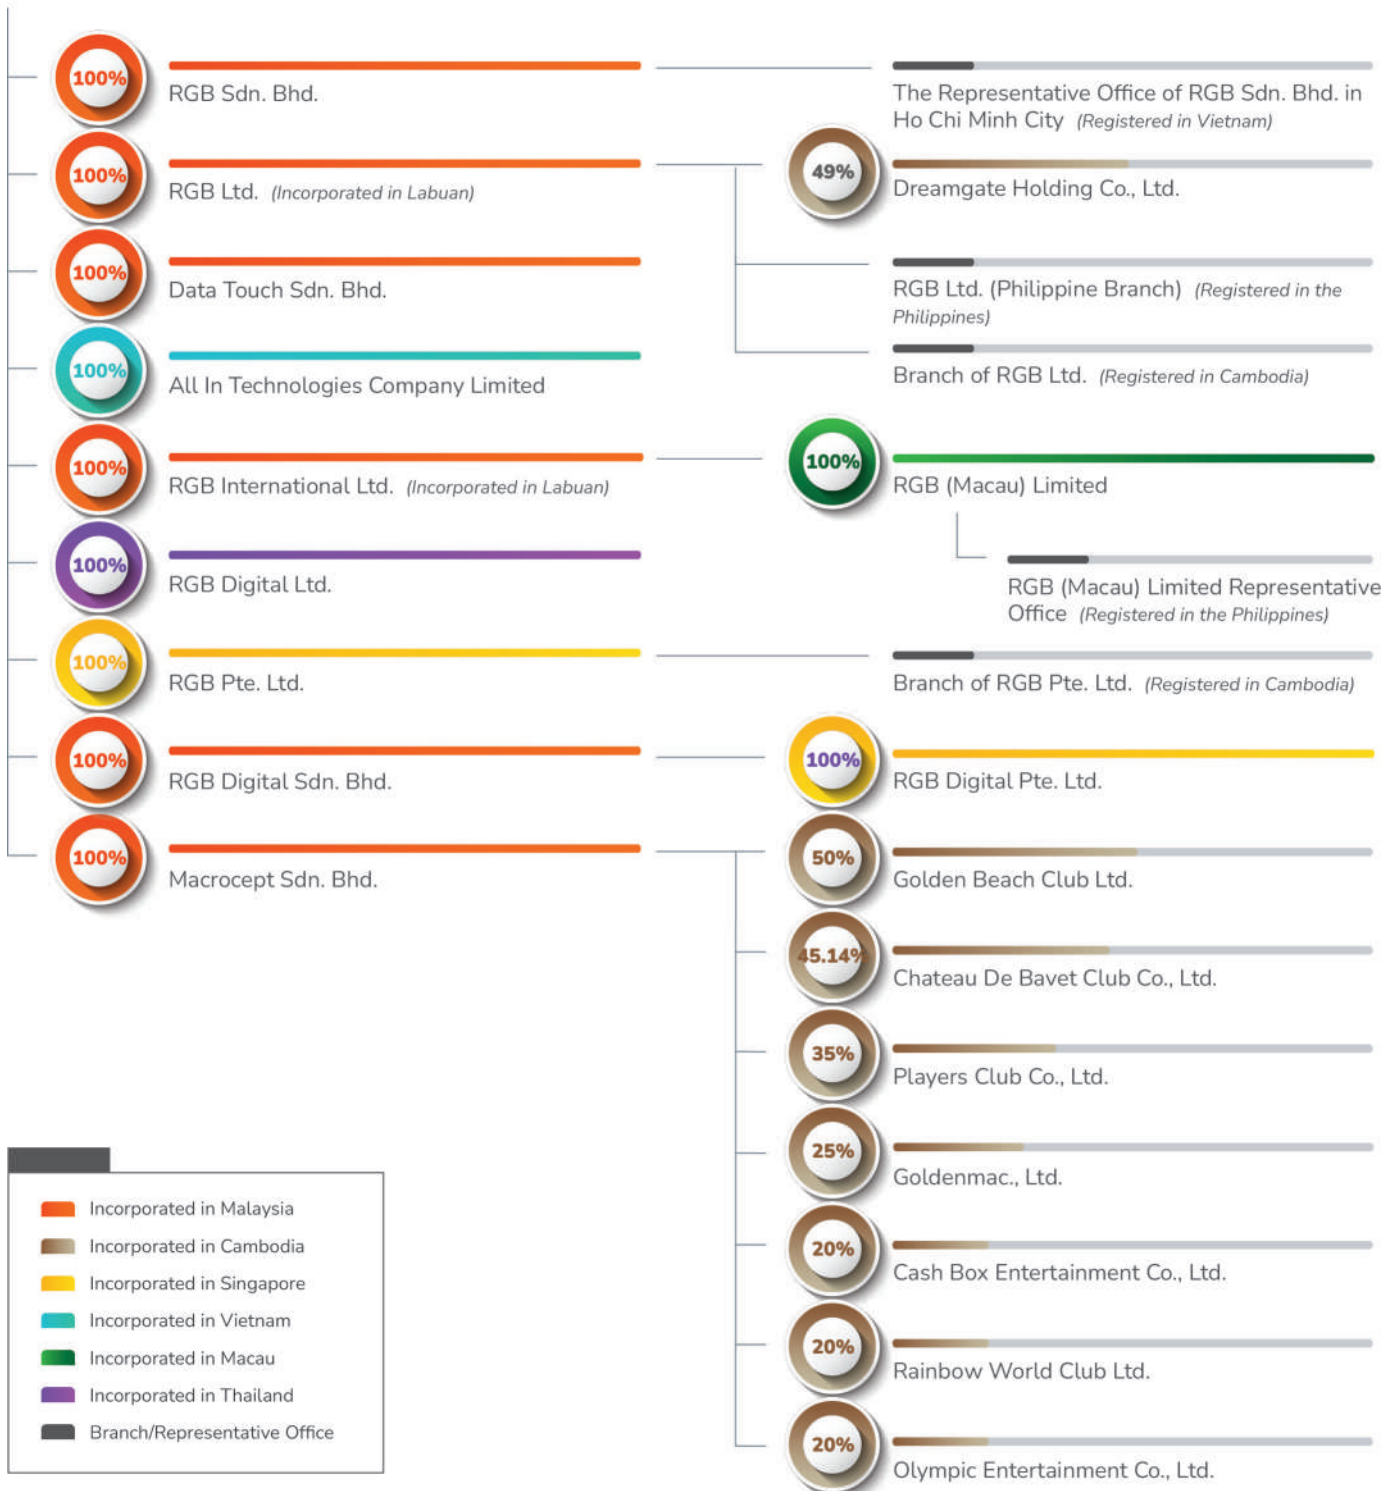 100%
RGB Sdn. Bhd.
The Representative Office of RGB Sdn. Bhd. in
Ho Chi Minh City (Registered in Vietnam)
100%
RGB Ltd. (Incorporated in Labuan)
49%
Dreamgate Holding Co., Ltd.
100%
Data Touch Sdn. Bhd.
RGB Ltd. (Philippine Branch) (Registered in the
Philippines)
100%
All In Technologies Company Limited
Branch of RGB Ltd. (Registered in Cambodia)
100%
RGB International Ltd. (Incorporated in Labuan)
100%
RGB (Macau) Limited
100%
RGB Digital Ltd.
RGB (Macau) Limited Representative
Office (Registered in the Philippines)
100%
RGB Pte. Ltd.
Branch of RGB Pte. Ltd. (Registered in Cambodia)
100%
RGB Digital Sdn. Bhd.
100%
RGB Digital Pte. Ltd.
100%
Macrocept Sdn. Bhd.
50%
Golden Beach Club Ltd.
45.14%
Chateau De Bavet Club Co., Ltd.
35%
Players Club Co., Ltd.
25%
Goldenmac., Ltd.
20%
Cash Box Entertainment Co., Ltd.
20%
Rainbow World Club Ltd.
20%
Olympic Entertainment Co., Ltd.
Incorporated in Malaysia
Incorporated in Cambodia
Incorporated in Singapore
Incorporated in Vietnam
Incorporated in Macau
Incorporated in Thailand
Branch/Representative Office